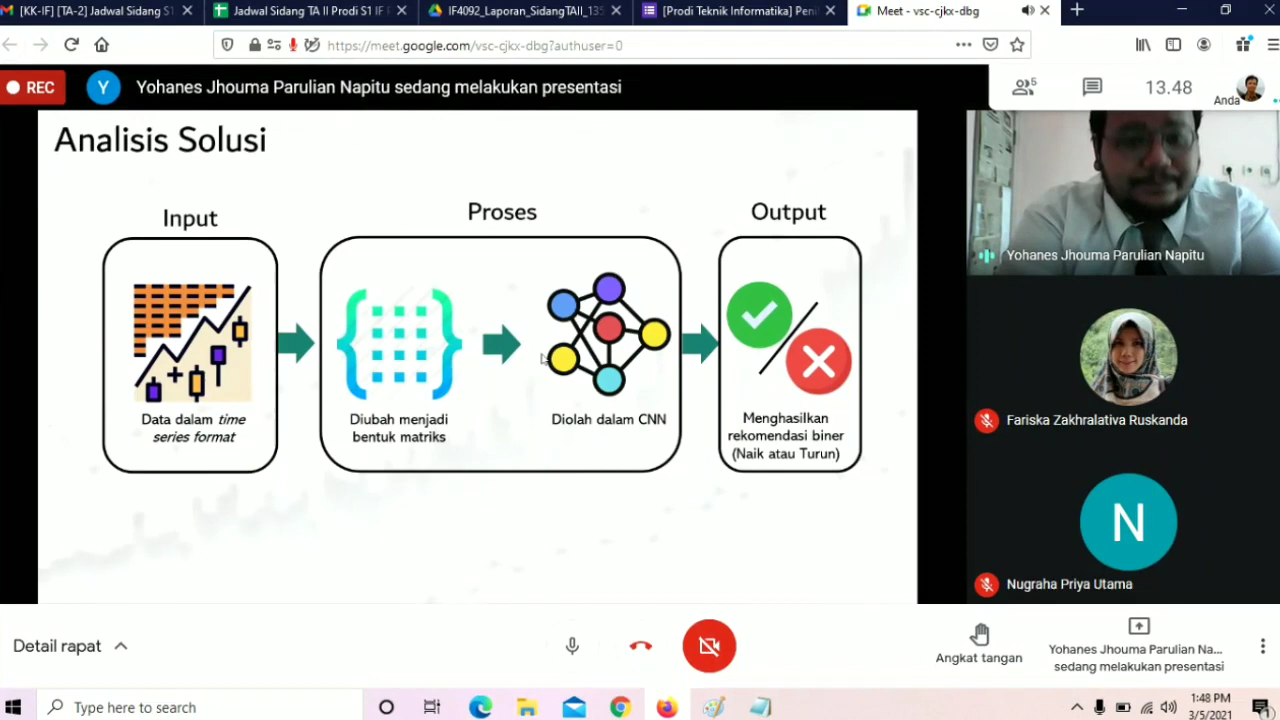 [KK-IF] [TA-2] Jadwal Sidang S1
Jadwal Sidang TA II Prodi S1 IF
IF4092_Laporan_SidangTAII_135
[Prodi Teknik Informatika] Peni
Meet - vsc-cjkx-dbg
https://meet.google.com/vsc-cjkx-dbg?authuser=0
REC
Y
Yohanes Jhouma Parulian Napitu sedang melakukan presentasi
5
13.48
Anda
Analisis Solusi
Input
Proses
Output
Data dalam time
series format
Diubah menjadi
bentuk matriks
Diolah dalam CNN
Menghasilkan
rekomendasi biner
(Naik atau Turun)
Yohanes Jhouma Parulian Napitu
Fariska Zakhralativa Ruskanda
N
Nugraha Priya Utama
Detail rapat
Angkat tangan
Yohanes Jhouma Parulian Na...
sedang melakukan presentasi
Type here to search
1:48 PM
3/5/2021
1